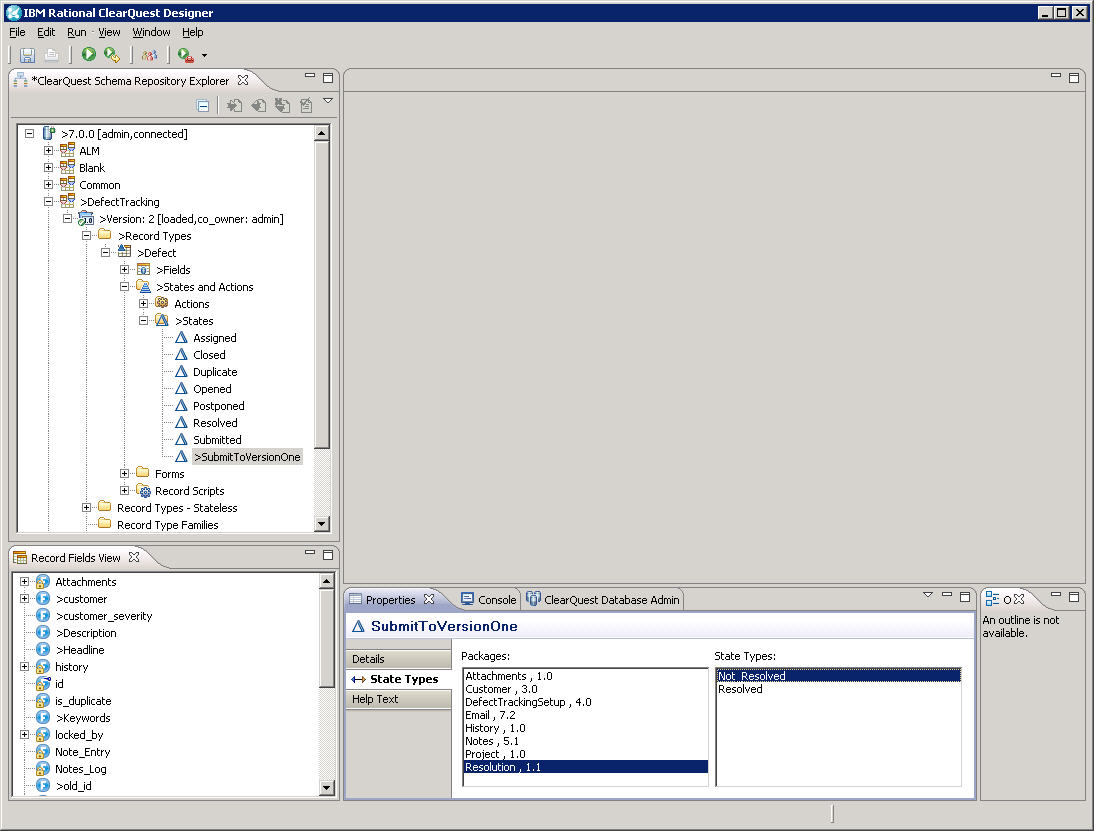 IBM Rational ClearQuest Designer
File Edit Run View Window Help
*ClearQuest Schema Repository Explorer
>7.0.0 [admin,connected]
ALM
Blank
Common
>DefectTracking
>Version: 2 [loaded,co_owner: admin]
>Record Types
>Defect
>Fields
>States and Actions
Actions
>States
Assigned
Closed
Duplicate
Opened
Postponed
Resolved
Submitted
>SubmitToVersionOne
Forms
Record Scripts
Record Types - Stateless
Record Type Families
Record Fields View
Attachments
>customer
>customer_severity
>Description
>Headline
history
id
is_duplicate
>Keywords
locked_by
Note_Entry
Notes_Log
>old_id
Properties Console ClearQuest Database Admin
SubmitToVersionOne
Details
State Types
Help Text
Packages:
Attachments , 1.0
Customer , 3.0
DefectTrackingSetup , 4.0
Email , 7.2
History , 1.0
Notes , 5.1
Project , 1.0
Resolution , 1.1
State Types:
Not_Resolved
Resolved
O
An outline is not
available.